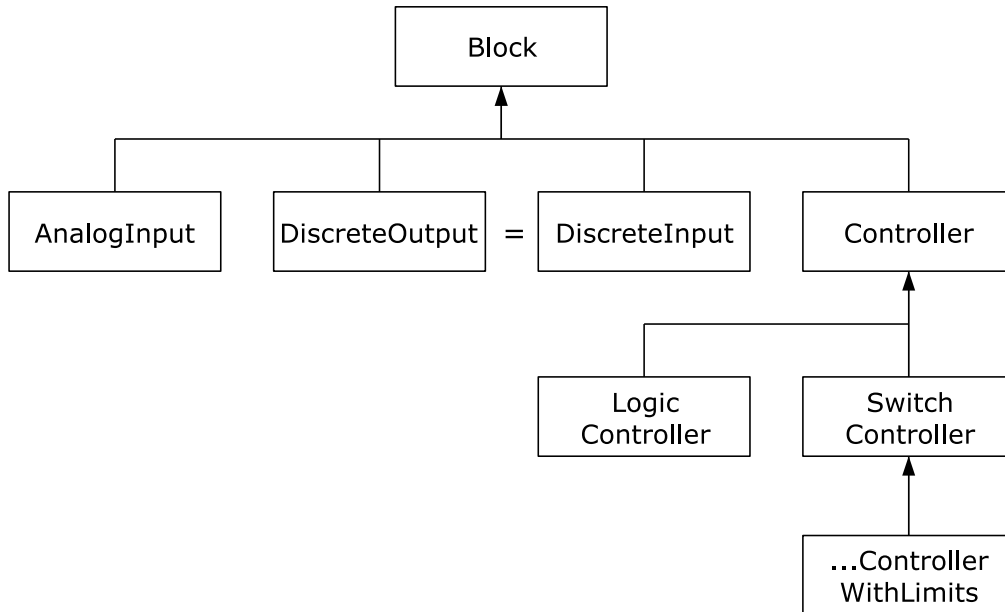 Block
AnalogInput
DiscreteOutput
=
DiscreteInput
Controller
Logic
Controller
Switch
Controller
...Controller
WithLimits